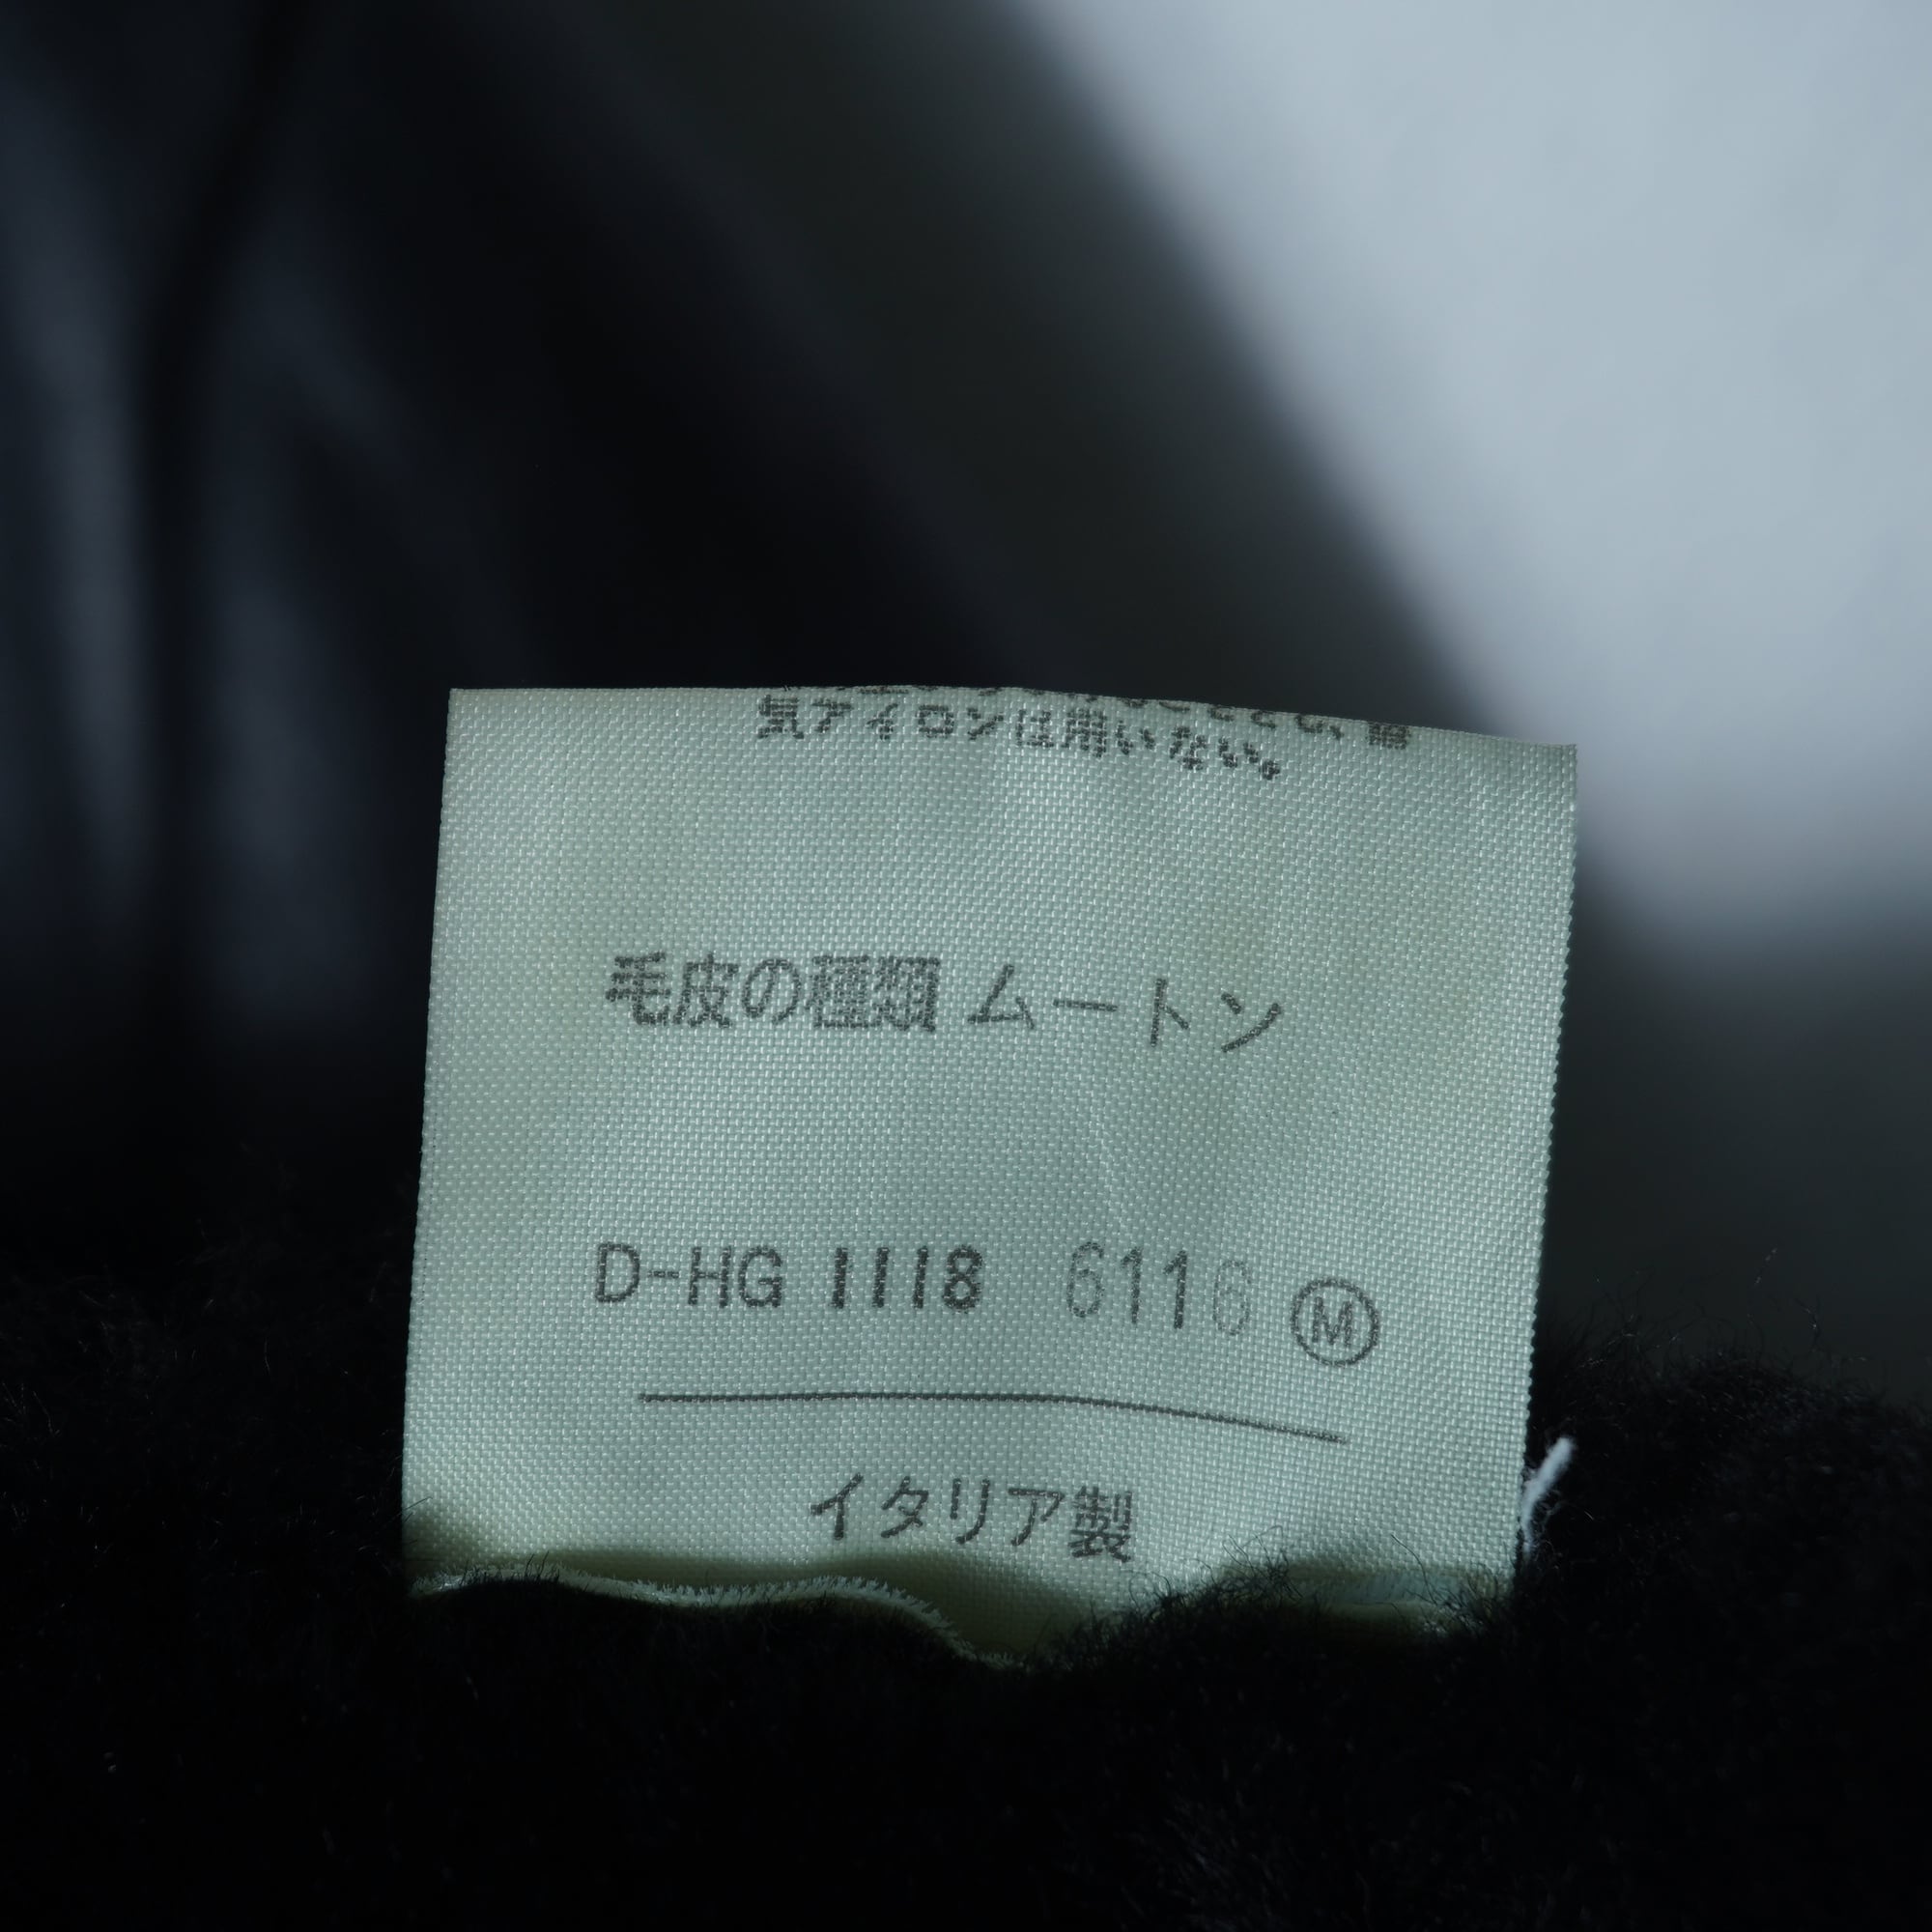 気アイロンは用いない。
毛皮の種類 ムートン
D-HG 1118 6116 Ⓜ
イタリア製